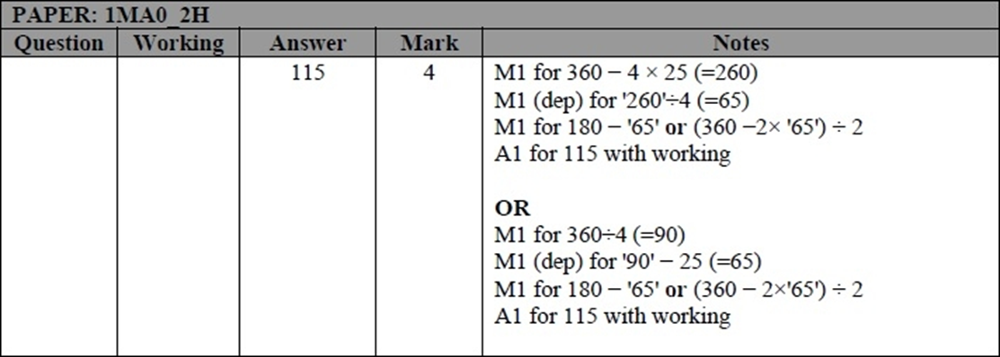 PAPER: 1MA0_2H
Question Working Answer Mark Notes
115 4 M1 for 360 – 4 × 25 (=260)
M1 (dep) for '260'÷4 (=65)
M1 for 180 – '65' or (360 –2× '65') ÷ 2
A1 for 115 with working
OR
M1 for 360÷4 (=90)
M1 (dep) for '90' – 25 (=65)
M1 for 180 – '65' or (360 – 2×'65') ÷ 2
A1 for 115 with working